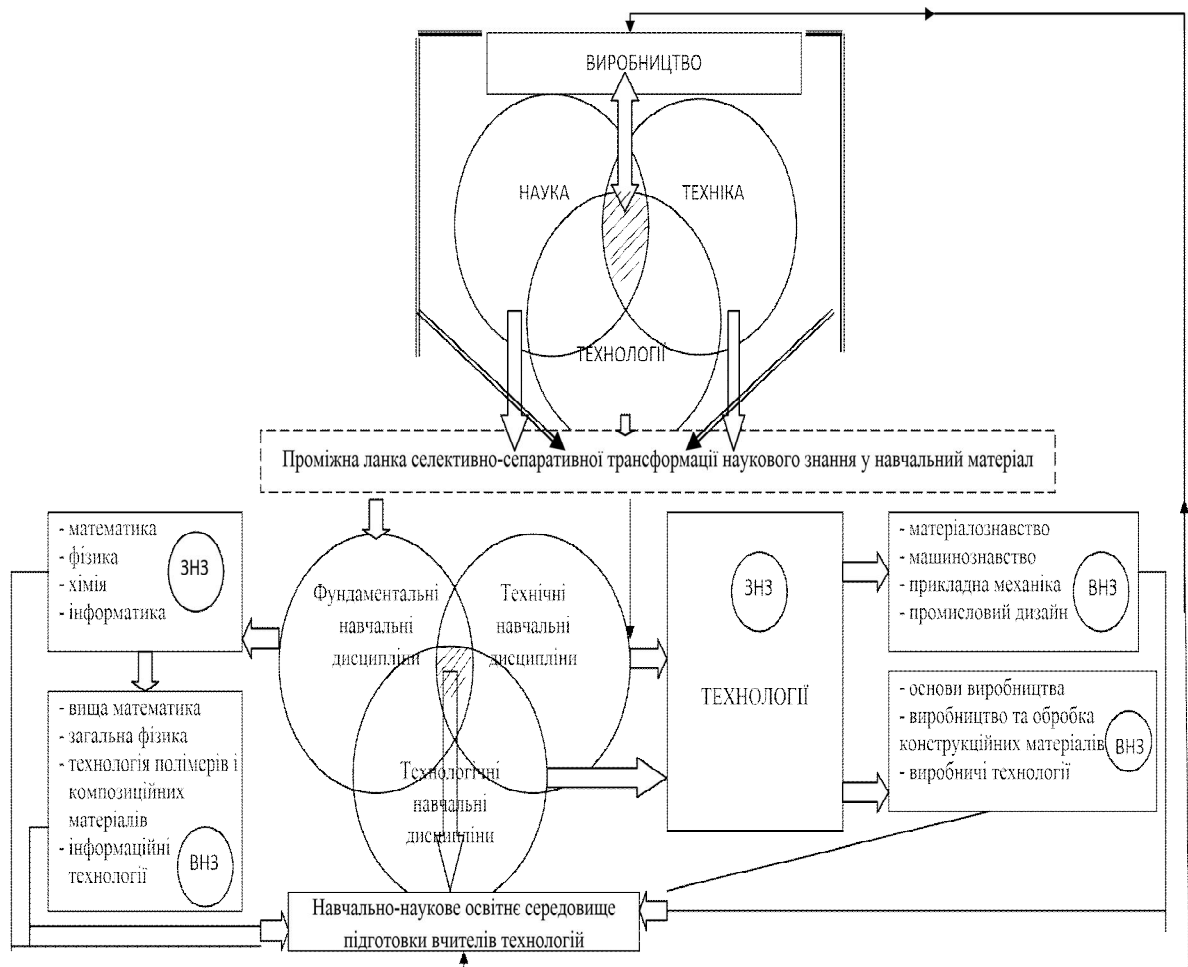 ВИРОБНИЦТВО
НАУКА
ТЕХНІКА
ТЕХНОЛОГІЇ
Проміжна ланка селективно-сепаративної трансформації наукового знання у навчальний матеріал
- математика
- фізика
- хімія
- інформатика
ЗНЗ
- вища математика
- загальна фізика
- технологія полімерів і
композиційних
матеріалів
- інформаційні
технології
ВНЗ
Фундаментальні
навчальні
дисципліни
Технічні
навчальні
дисципліни
Технологічні
навчальні
дисципліни
ЗНЗ
ТЕХНОЛОГІЇ
- матеріалознавство
- машинознавство
- прикладна механіка
- промисловий дизайн
ВНЗ
- основи виробництва
- виробництво та обробка
конструкційних матеріалів
- виробничі технології
ВНЗ
Навчально-наукове освітнє середовище
підготовки вчителів технологій